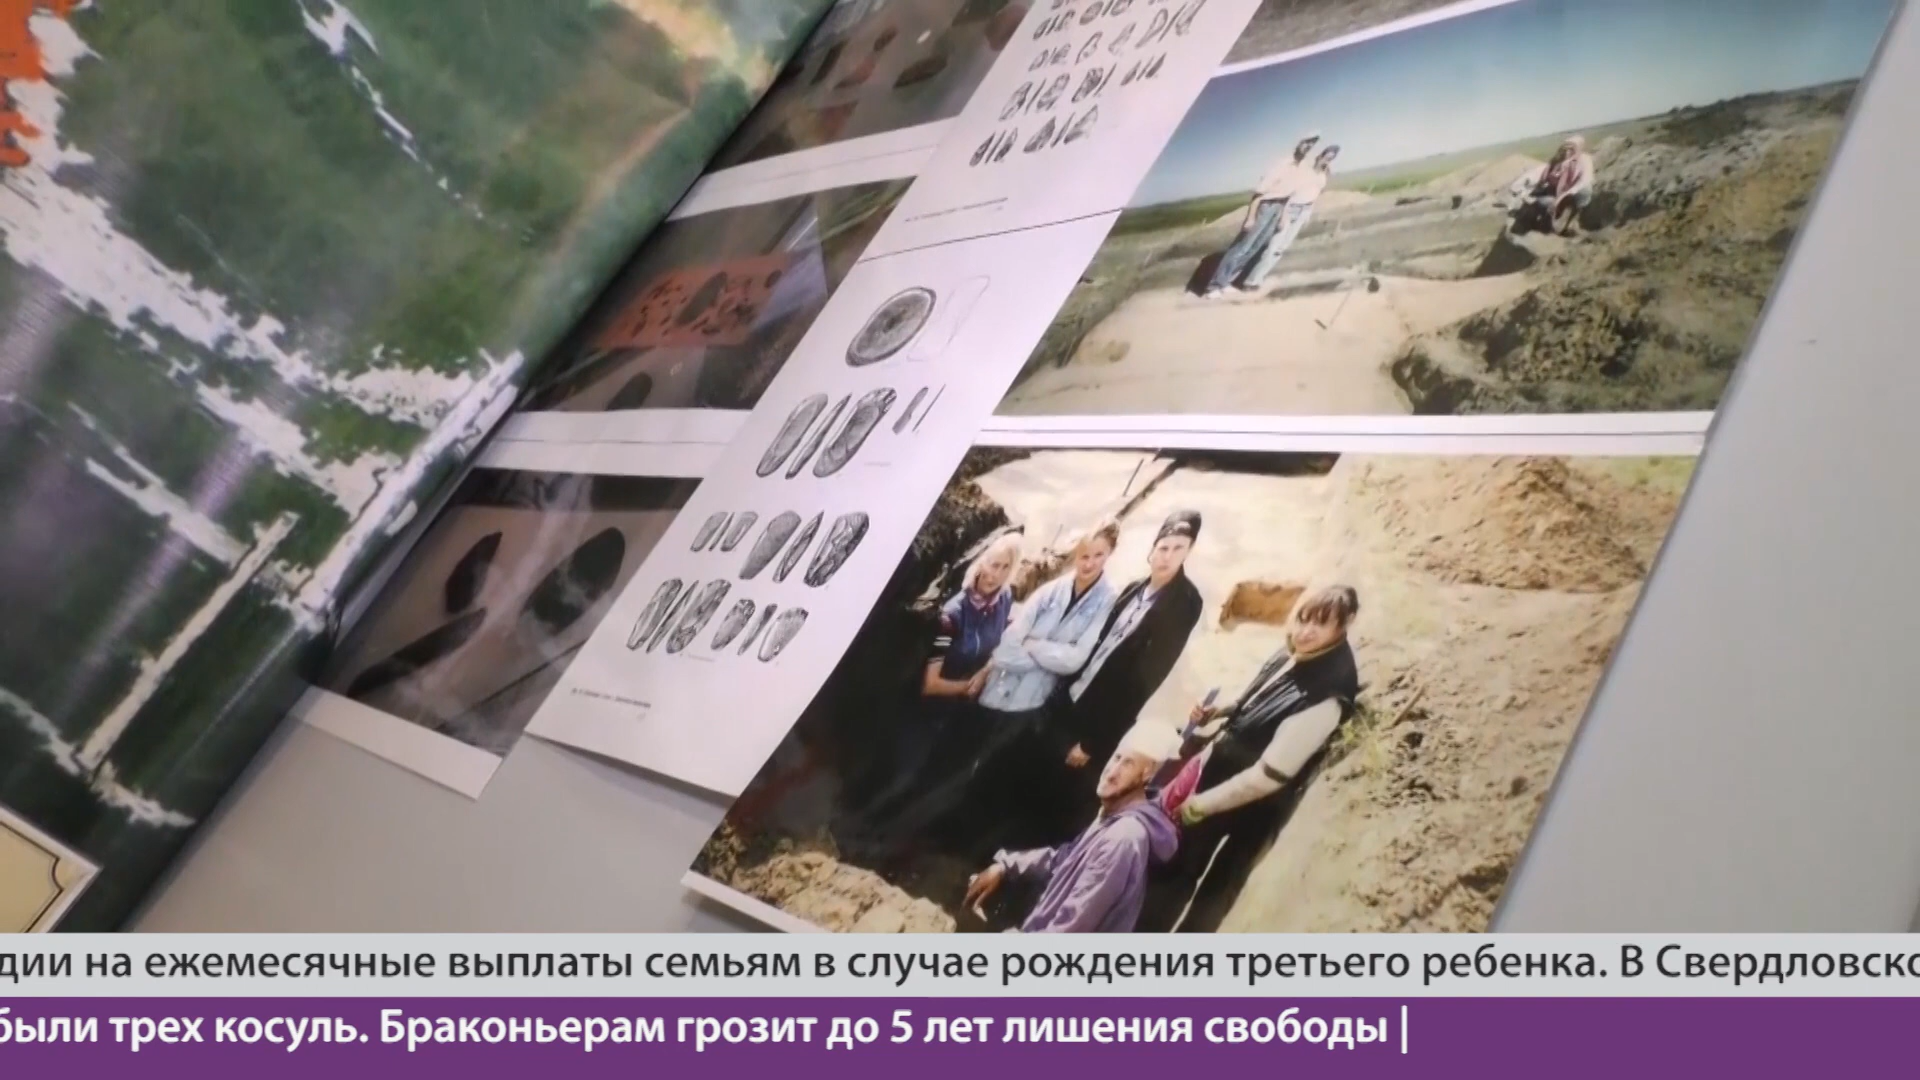 дии на ежемесячные выплаты семьям в случае рождения третьего ребенка. В Свердловско
были трех косуль. Браконьерам грозит до 5 лет лишения свободы |